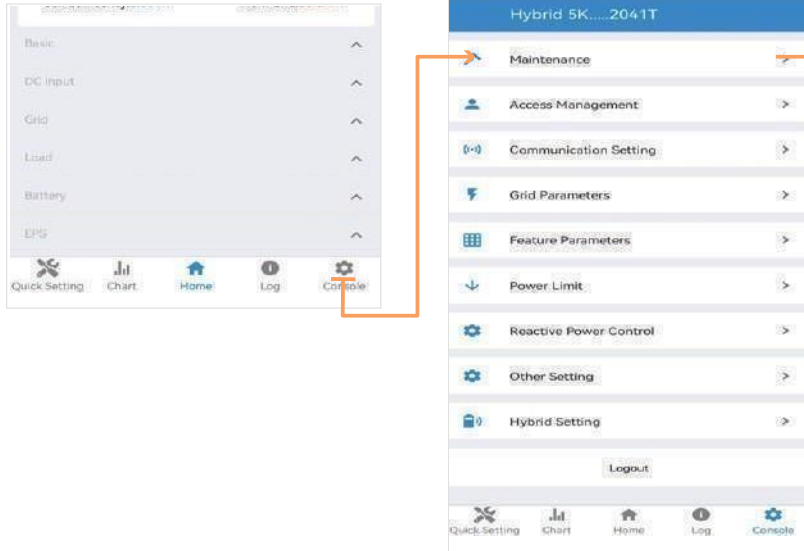 Basic
DC Input
Grid
Load
Battery
EPS
Quick Setting
Chart
Home
Log
Console
Hybrid 5K.....2041T
Maintenance
Access Management
Communication Setting
Grid Parameters
Feature Parameters
Power Limit
Reactive Power Control
Other Setting
Hybrid Setting
Logout
Quick Setting
Chart
Home
Log
Console